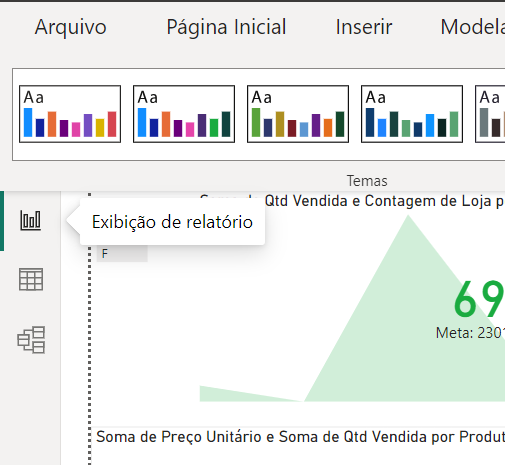 Arquivo Página Inicial Inserir Modela
Aa Aa Aa Aa Aa
Temas
Qtd Vendida e Contagem de Loja p
Exibição de relatório
F
69
Meta: 2301
Soma de Preço Unitário e Soma de Qtd Vendida por Produt